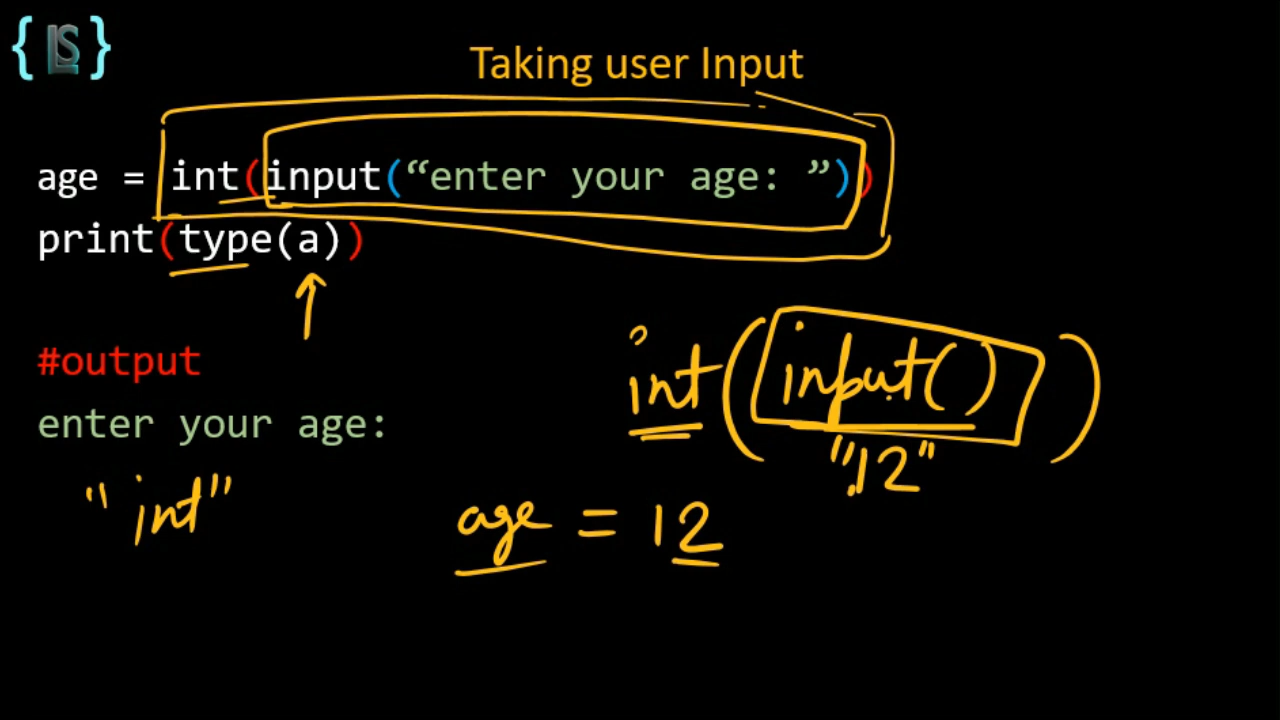 {LS}
Taking user Input
age = int(input(“enter your age: ”))
print(type(a))
#output
enter your age:
"int"
int(input())
"12"
age = 12